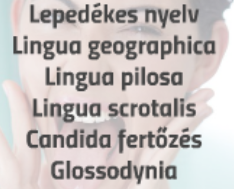 Lepedékes nyelv
Lingua geographica
Lingua pilosa
Lingua scrotalis
Candida fertőzés
Glossodynia